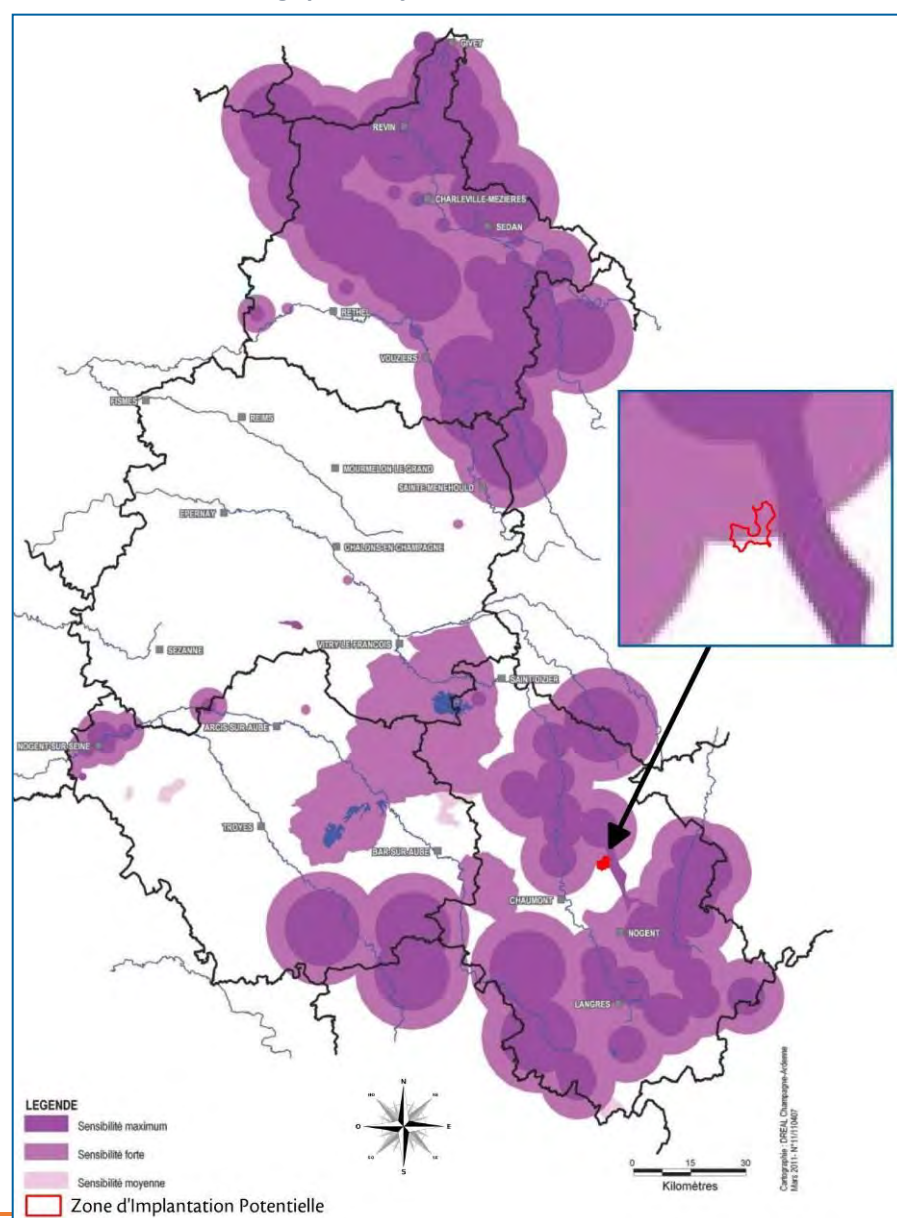 GIVET
REVIN
CHARLEVILLE-MEZIERES
SEDAN
RETHEL
VOUZIERS
FISMES
REIMS
MOURMELON-LE-GRAND
SAINTE-MENEHOULD
EPERNAY
CHALONS EN CHAMPAGNE
SEZANNE
VITRY-LE-FRANCOIS
SAINT-DIZIER
ARCIS-SUR-AUBE
NOGENT-SUR-SEINE
TROYES
BAR-SUR-AUBE
CHAUMONT
NOGENT
LANGRES
LEGENDE
Sensibilité maximum
Sensibilité forte
Sensibilité moyenne
Zone d'Implantation Potentielle
N
O
E
S
0 15 30
Kilomètres
Cartographie : DREAL Champagne-Ardenne
Mars 2011- N°11/110407